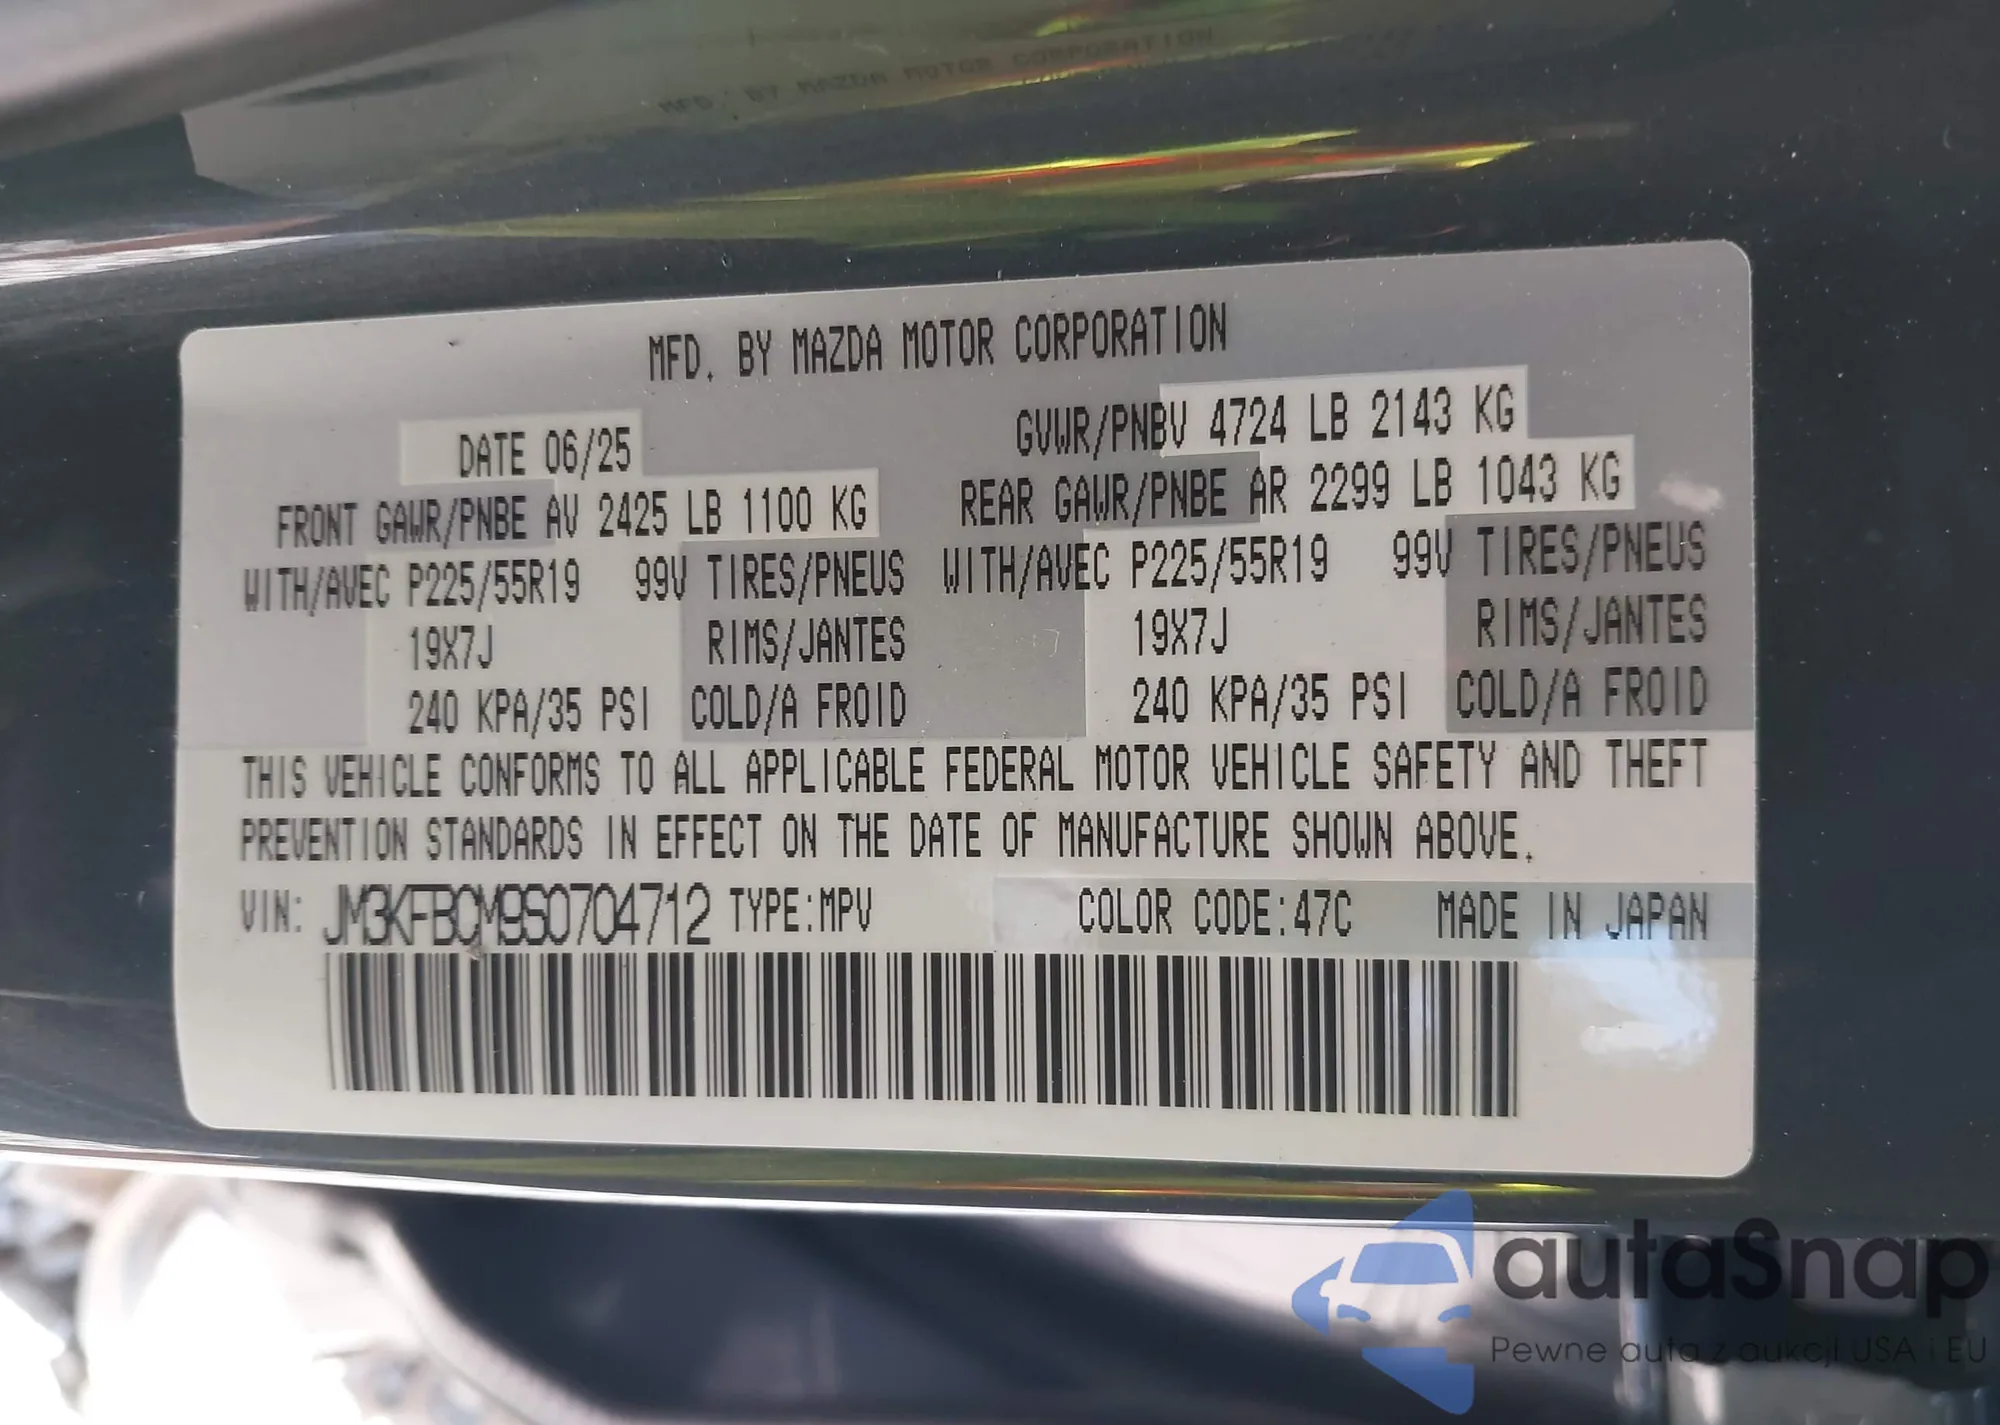 MFD. BY MAZDA MOTOR CORPORATION
MFD. BY MAZDA MOTOR CORPORATION
DATE 06/25 GVWR/PNBV 4724 LB 2143 KG
FRONT GAWR/PNBE AV 2425 LB 1100 KG REAR GAWR/PNBE AR 2299 LB 1043 KG
WITH/AVEC P225/55R19 99V TIRES/PNEUS WITH/AVEC P225/55R19 99V TIRES/PNEUS
19X7J RIMS/JANTES 19X7J RIMS/JANTES
240 KPA/35 PSI COLD/A FROID 240 KPA/35 PSI COLD/A FROID
THIS VEHICLE CONFORMS TO ALL APPLICABLE FEDERAL MOTOR VEHICLE SAFETY AND THEFT
PREVENTION STANDARDS IN EFFECT ON THE DATE OF MANUFACTURE SHOWN ABOVE.
VIN: JM3KFBCM9S0704712 TYPE:MPV COLOR CODE:47C MADE IN JAPAN
autaSnap
Pewne auta z aukcji USA i EU